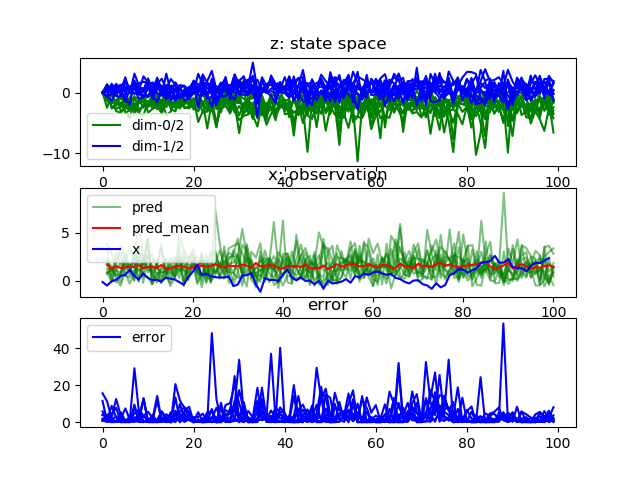 z: state space
0
−10
dim-0/2
dim-1/2
0 20 40 60 80 100
x: observation
5
0
pred
pred_mean
x
0 20 40 60 80 100
error
40
20
0
error
0 20 40 60 80 100